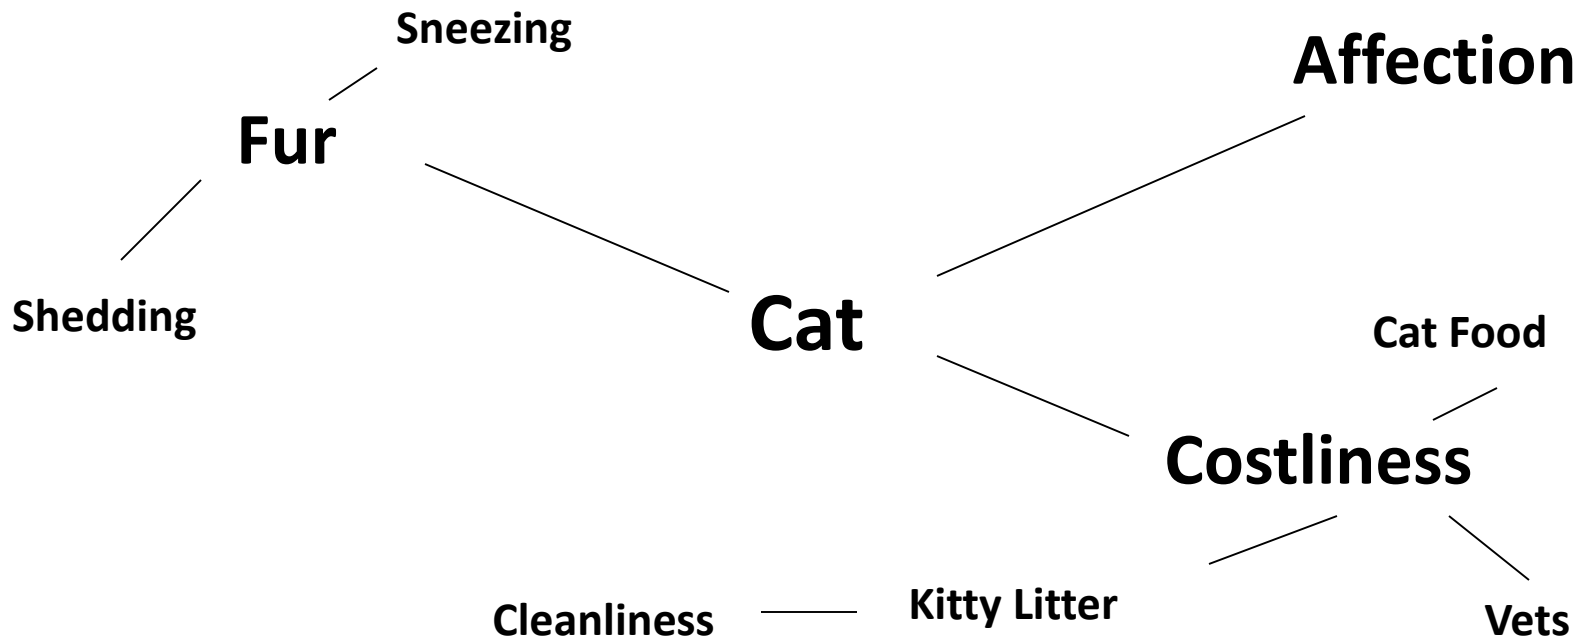 Sneezing
Affection
Fur
Shedding
Cat
Cat Food
Costliness
Kitty Litter
Cleanliness
Vets